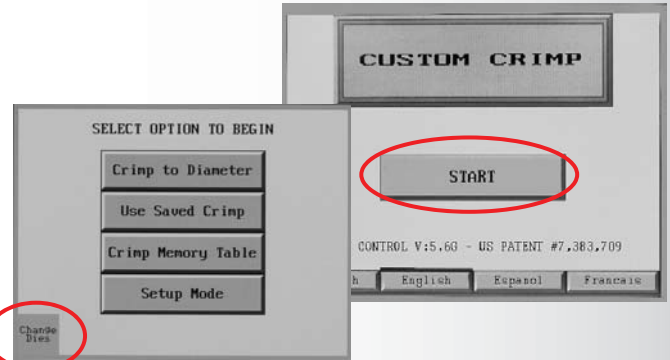 CUSTOM CRIMP
START
CONTROL V:5.60 - US PATENT #7,383,709
h English Espanol Francais
SELECT OPTION TO BEGIN
Crimp to Diameter
Use Saved Crimp
Crimp Memory Table
Setup Mode
Change
Dies